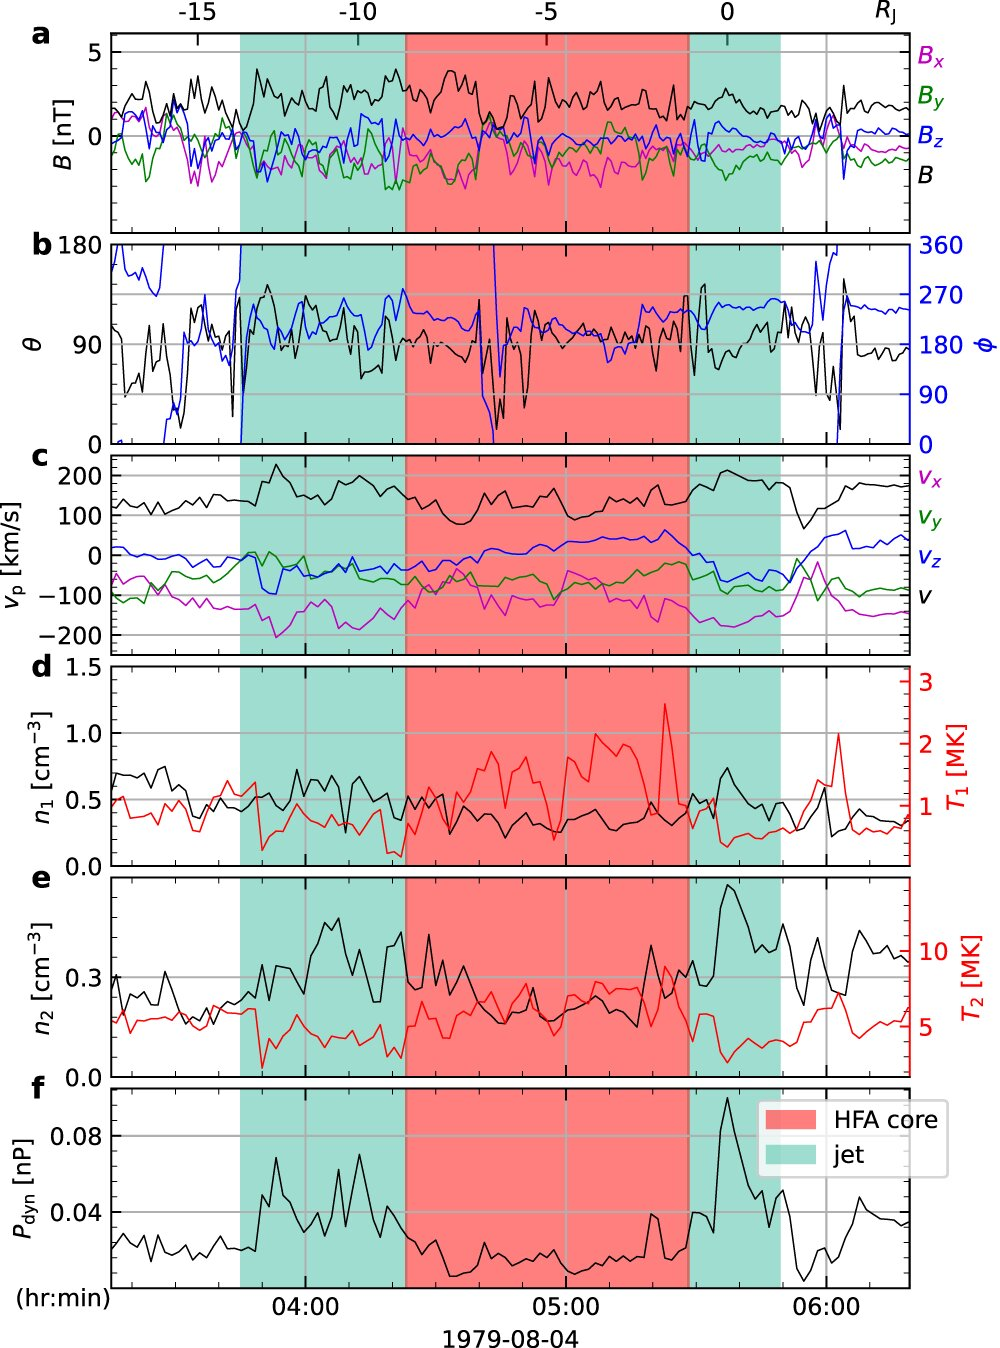 -15 -10 -5 0 R_J
a
5
0
B [nT]
B_x
B_y
B_z
B
b
180
90
0
θ
360
270
180
90
0
ϕ
c
200
100
0
−100
−200
v_p [km/s]
v_x
v_y
v_z
v
d
1.5
1.0
0.5
0.0
n_1 [cm^−3]
3
2
1
T_1 [MK]
e
0.3
0.0
n_2 [cm^−3]
10
5
T_2 [MK]
f
0.08
0.04
P_dyn [nP]
HFA core
jet
(hr:min)
04:00 05:00 06:00
1979-08-04